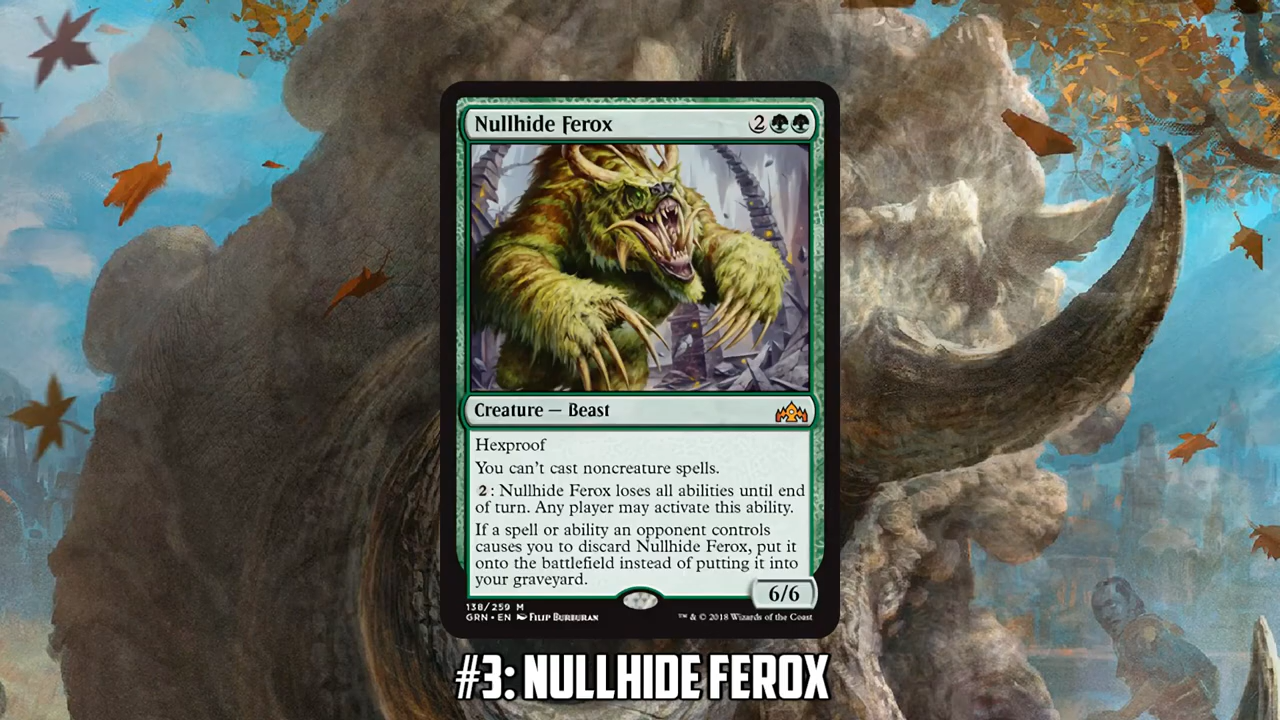 Nullhide Ferox 2
Creature — Beast
Hexproof
You can't cast noncreature spells.
2: Nullhide Ferox loses all abilities until end
of turn. Any player may activate this ability.
If a spell or ability an opponent controls
causes you to discard Nullhide Ferox, put it
onto the battlefield instead of putting it into
your graveyard.
6/6
138/259 M
GRN • EN Filip Burburan
™ & © 2018 Wizards of the Coast
#3: NULLHIDE FEROX